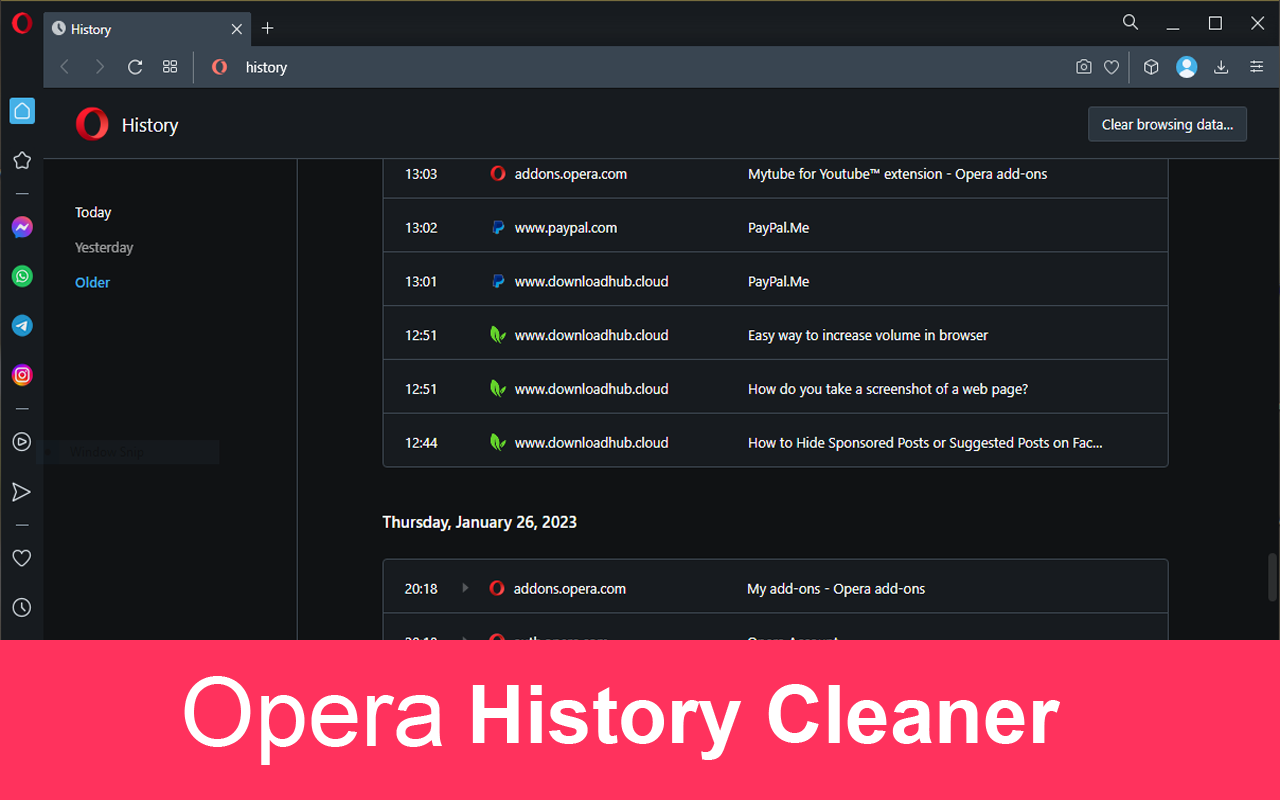 History
history
History
Clear browsing data...
Today
Yesterday
Older
13:03 addons.opera.com Mytube for Youtube™ extension - Opera add-ons
13:02 www.paypal.com PayPal.Me
13:01 www.downloadhub.cloud PayPal.Me
12:51 www.downloadhub.cloud Easy way to increase volume in browser
12:51 www.downloadhub.cloud How do you take a screenshot of a web page?
12:44 www.downloadhub.cloud How to Hide Sponsored Posts or Suggested Posts on Fac...
Window Snip
Thursday, January 26, 2023
20:18 addons.opera.com My add-ons - Opera add-ons
Opera History Cleaner